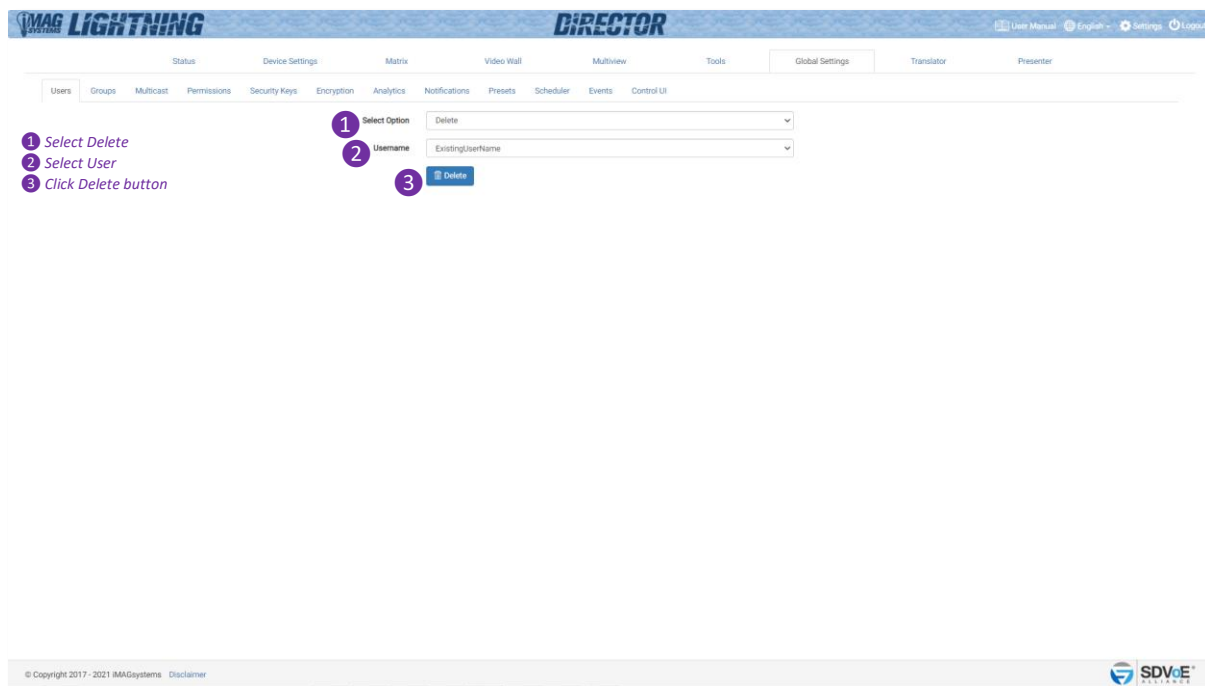 iMAG SYSTEMS LIGHTNING DIRECTOR User Manual English Settings Logout
Status Device Settings Matrix Video Wall Multiview Tools Global Settings Translator Presenter
Users Groups Multicast Permissions Security Keys Encryption Analytics Notifications Presets Scheduler Events Control UI
1 Select Option Delete
2 Username ExistingUserName
3 Delete
1 Select Delete
2 Select User
3 Click Delete button
© Copyright 2017 - 2021 iMAGsystems Disclaimer
SDVoE
ALLIANCE